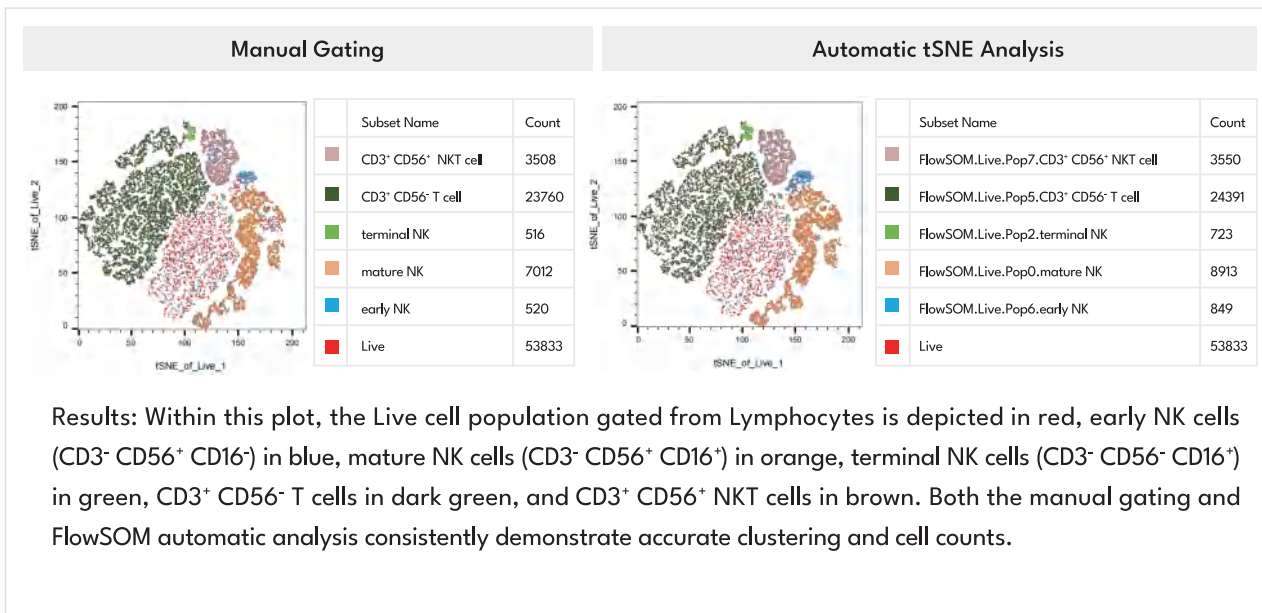 Manual Gating
Automatic tSNE Analysis
200
150
100
50
0
0
50
100
150
200
tSNE_of_Live_2
tSNE_of_Live_1
Subset Name Count
CD3⁺ CD56⁺ NKT cell 3508
CD3⁺ CD56⁻ T cell 23760
terminal NK 516
mature NK 7012
early NK 520
Live 53833
200
150
100
50
0
0
50
100
150
200
tSNE_of_Live_2
tSNE_of_Live_1
Subset Name Count
FlowSOM.Live.Pop7.CD3⁺ CD56⁺ NKT cell 3550
FlowSOM.Live.Pop5.CD3⁺ CD56⁻ T cell 24391
FlowSOM.Live.Pop2.terminal NK 723
FlowSOM.Live.Pop0.mature NK 8913
FlowSOM.Live.Pop6.early NK 849
Live 53833
Results: Within this plot, the Live cell population gated from Lymphocytes is depicted in red, early NK cells
(CD3⁻ CD56⁺ CD16⁻) in blue, mature NK cells (CD3⁻ CD56⁺ CD16⁺) in orange, terminal NK cells (CD3⁻ CD56⁻ CD16⁺)
in green, CD3⁺ CD56⁻ T cells in dark green, and CD3⁺ CD56⁺ NKT cells in brown. Both the manual gating and
FlowSOM automatic analysis consistently demonstrate accurate clustering and cell counts.